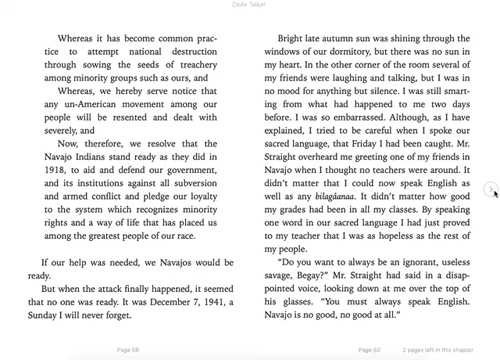 Code Talker
Whereas it has become common prac-
tice to attempt national destruction
through sowing the seeds of treachery
among minority groups such as ours, and
Whereas, we hereby serve notice that
any un-American movement among our
people will be resented and dealt with
severely, and
Now, therefore, we resolve that the
Navajo Indians stand ready as they did in
1918, to aid and defend our government,
and its institutions against all subversion
and armed conflict and pledge our loyalty
to the system which recognizes minority
rights and a way of life that has placed us
among the greatest people of our race.
If our help was needed, we Navajos would be
ready.
But when the attack finally happened, it seemed
that no one was ready. It was December 7, 1941, a
Sunday I will never forget.
Page 59
Bright late autumn sun was shining through the
windows of our dormitory, but there was no sun in
my heart. In the other corner of the room several of
my friends were laughing and talking, but I was in
no mood for anything but silence. I was still smart-
ing from what had happened to me two days
before. I was so embarrassed. Although, as I have
explained, I tried to be careful when I spoke our
sacred language, that Friday I had been caught. Mr.
Straight overheard me greeting one of my friends in
Navajo when I thought no teachers were around. It
didn't matter that I could now speak English as
well as any bilagáanaa. It didn't matter how good
my grades had been in all my classes. By speaking
one word in our sacred language I had just proved
to my teacher that I was as hopeless as the rest of
my people.
"Do you want to always be an ignorant, useless
savage, Begay?" Mr. Straight had said in a disap-
pointed voice, looking down at me over the top of
his glasses. "You must always speak English.
Navajo is no good, no good at all."
Page 60
2 pages left in this chapter